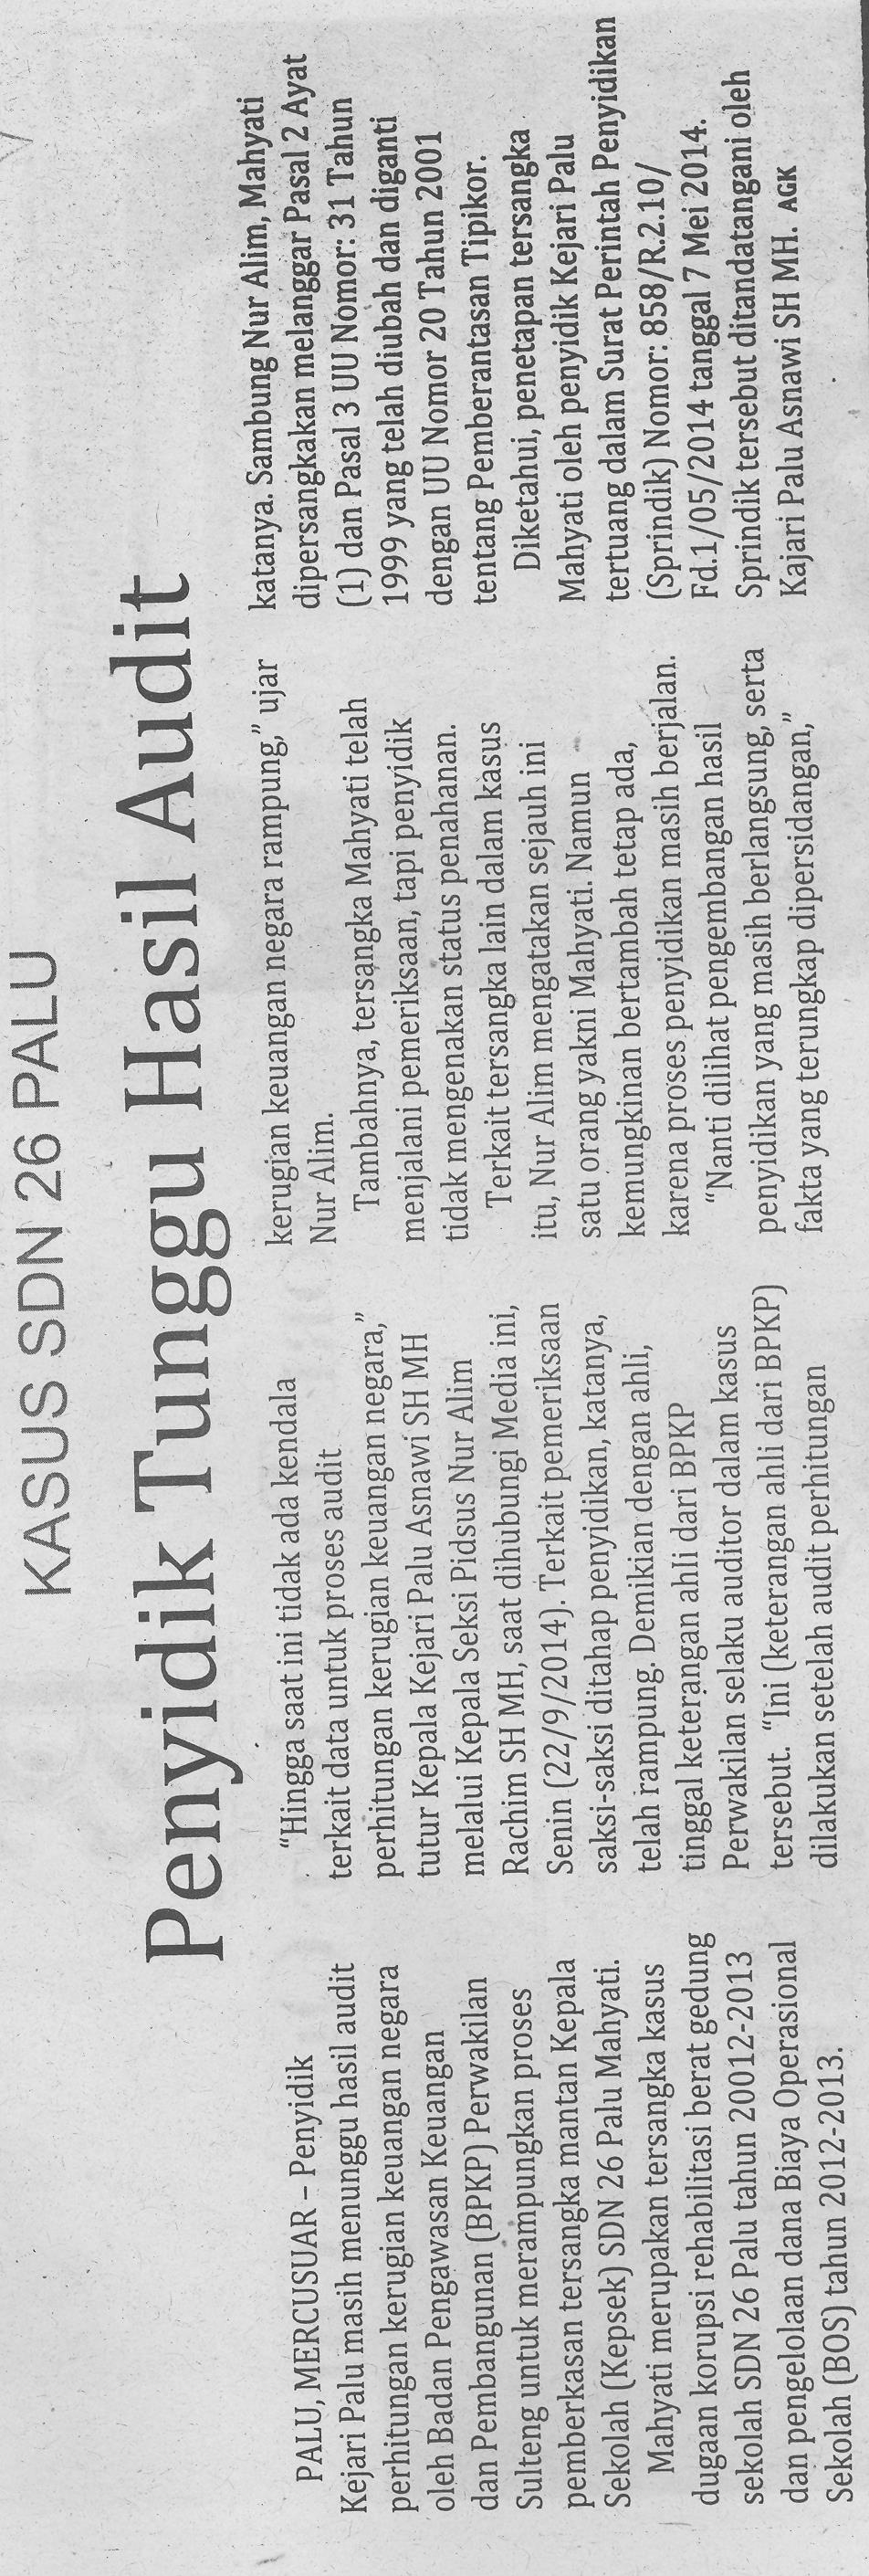 KASUS SDN 26 PALU
Penyidik Tunggu Hasil Audit
PALU, MERCUSUAR – Penyidik
Kejari Palu masih menunggu hasil audit
perhitungan kerugian keuangan negara
oleh Badan Pengawasan Keuangan
dan Pembangunan (BPKP) Perwakilan
Sulteng untuk merampungkan proses
pemberkasan tersangka mantan Kepala
Sekolah (Kepsek) SDN 26 Palu Mahyati.
Mahyati merupakan tersangka kasus
dugaan korupsi rehabilitasi berat gedung
sekolah SDN 26 Palu tahun 20012-2013
dan pengelolaan dana Biaya Operasional
Sekolah (BOS) tahun 2012-2013.
“Hingga saat ini tidak ada kendala
terkait data untuk proses audit
perhitungan kerugian keuangan negara,”
tutur Kepala Kejari Palu Asnawi SH MH
melalui Kepala Seksi Pidsus Nur Alim
Rachim SH MH, saat dihubungi Media ini,
Senin (22/9/2014). Terkait pemeriksaan
saksi-saksi ditahap penyidikan, katanya,
telah rampung. Demikian dengan ahli,
tinggal keterangan ahli dari BPKP
Perwakilan selaku auditor dalam kasus
tersebut. “Ini (keterangan ahli dari BPKP)
dilakukan setelah audit perhitungan
kerugian keuangan negara rampung,” ujar
Nur Alim.
Tambahnya, tersangka Mahyati telah
menjalani pemeriksaan, tapi penyidik
tidak mengenakan status penahanan.
Terkait tersangka lain dalam kasus
itu, Nur Alim mengatakan sejauh ini
satu orang yakni Mahyati. Namun
kemungkinan bertambah tetap ada,
karena proses penyidikan masih berjalan.
“Nanti dilihat pengembangan hasil
penyidikan yang masih berlangsung, serta
fakta yang terungkap dipersidangan,”
katanya. Sambung Nur Alim, Mahyati
dipersangkakan melanggar Pasal 2 Ayat
(1) dan Pasal 3 UU Nomor: 31 Tahun
1999 yang telah diubah dan diganti
dengan UU Nomor 20 Tahun 2001
tentang Pemberantasan Tipikor.
Diketahui, penetapan tersangka
Mahyati oleh penyidik Kejari Palu
tertuang dalam Surat Perintah Penyidikan
(Sprindik) Nomor: 858/R.2.10/
Fd.1/05/2014 tanggal 7 Mei 2014.
Sprindik tersebut ditandatangani oleh
Kajari Palu Asnawi SH MH. AGK